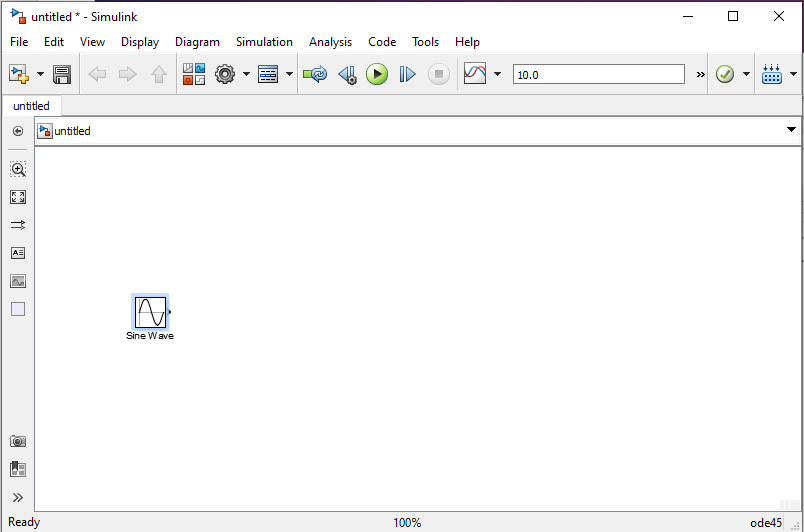 untitled * - Simulink
File Edit View Display Diagram Simulation Analysis Code Tools Help
10.0 »
untitled
untitled
A
Sine Wave
»
Ready 100% ode45